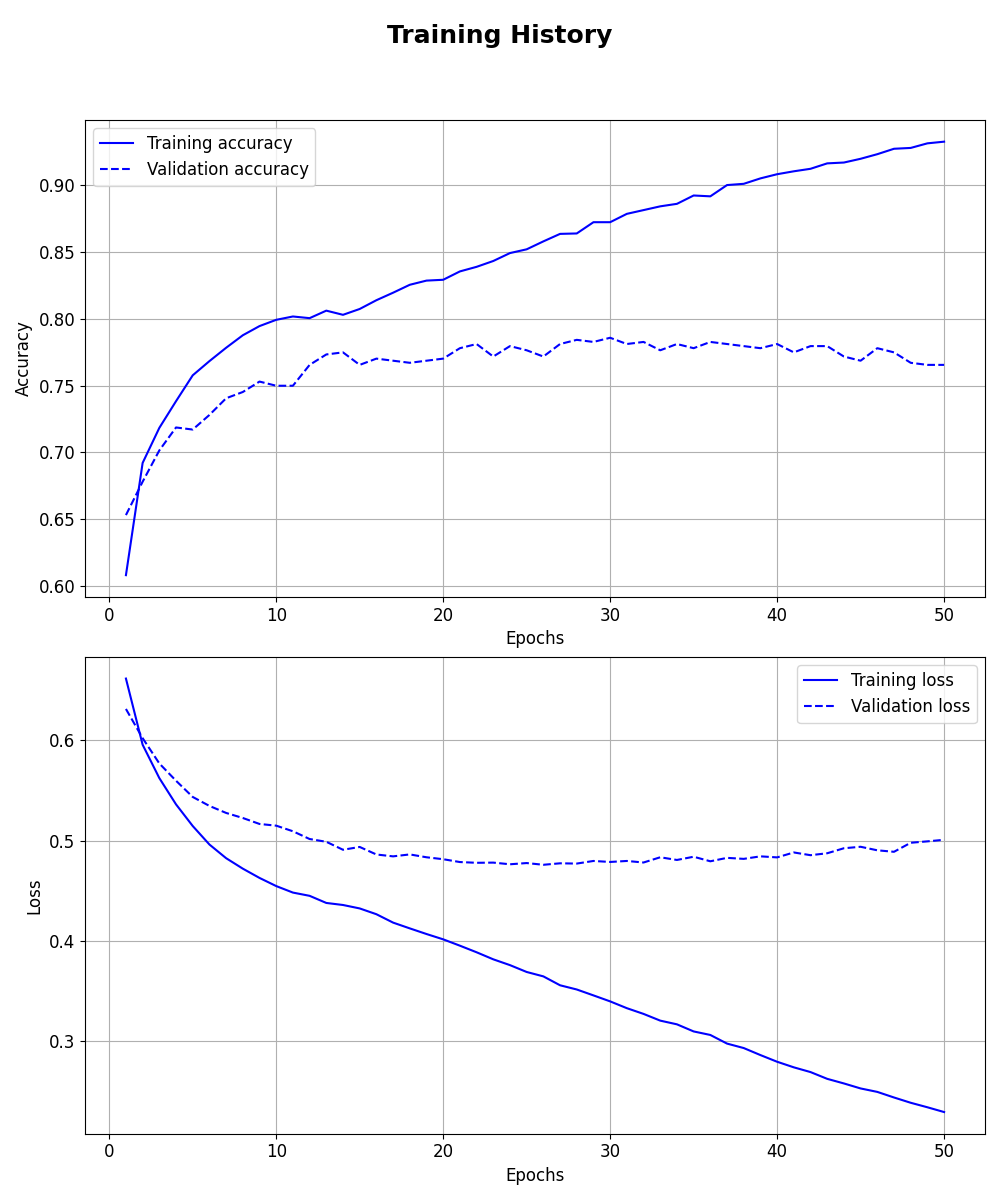 Training History
Training accuracy
Validation accuracy
0.90
0.85
0.80
0.75
0.70
0.65
0.60
Accuracy
0 10 20 30 40 50
Epochs
Training loss
Validation loss
0.6
0.5
0.4
0.3
Loss
0 10 20 30 40 50
Epochs